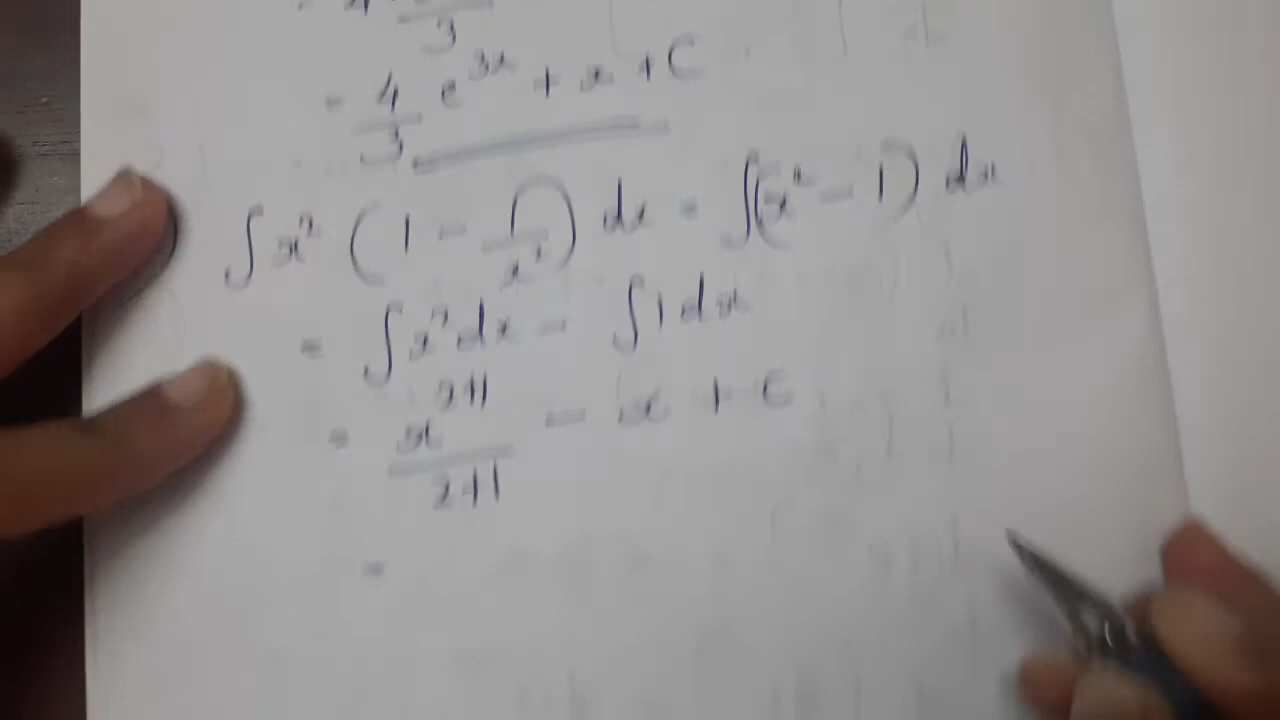 3
= 4/3 e^{3x} + x + C
∫x² (1 - 1/x²) dx = ∫(x² - 1) dx
= ∫x² dx - ∫1 dx
= x^{2+1}/2+1 - x + C
=